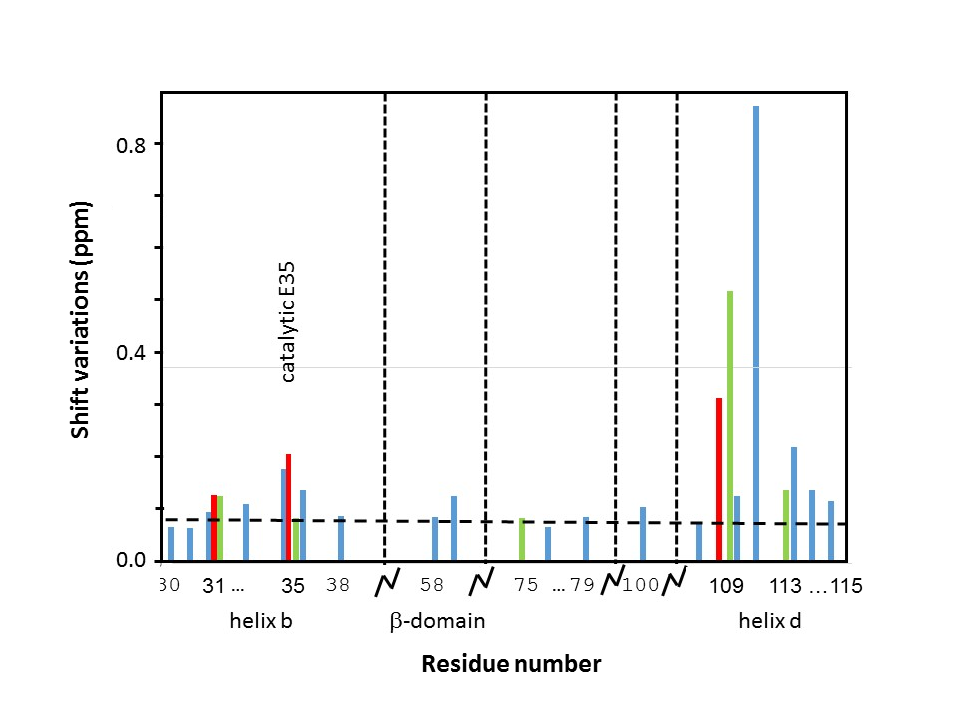 0.8
0.4
0.0
Shift variations (ppm)
catalytic E35
30 31 … 35 38 58 75 … 79 100 109 113 … 115
helix b β-domain helix d
Residue number